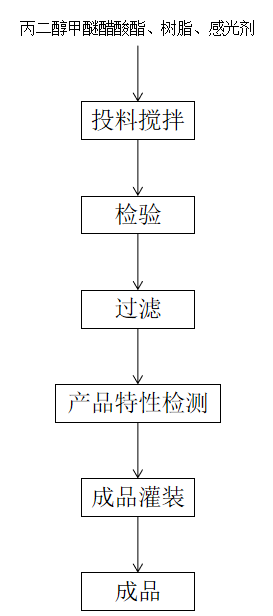 丙二醇甲醚醋酸酯、树脂、感光剂
投料搅拌
检验
过滤
产品特性检测
成品灌装
成品